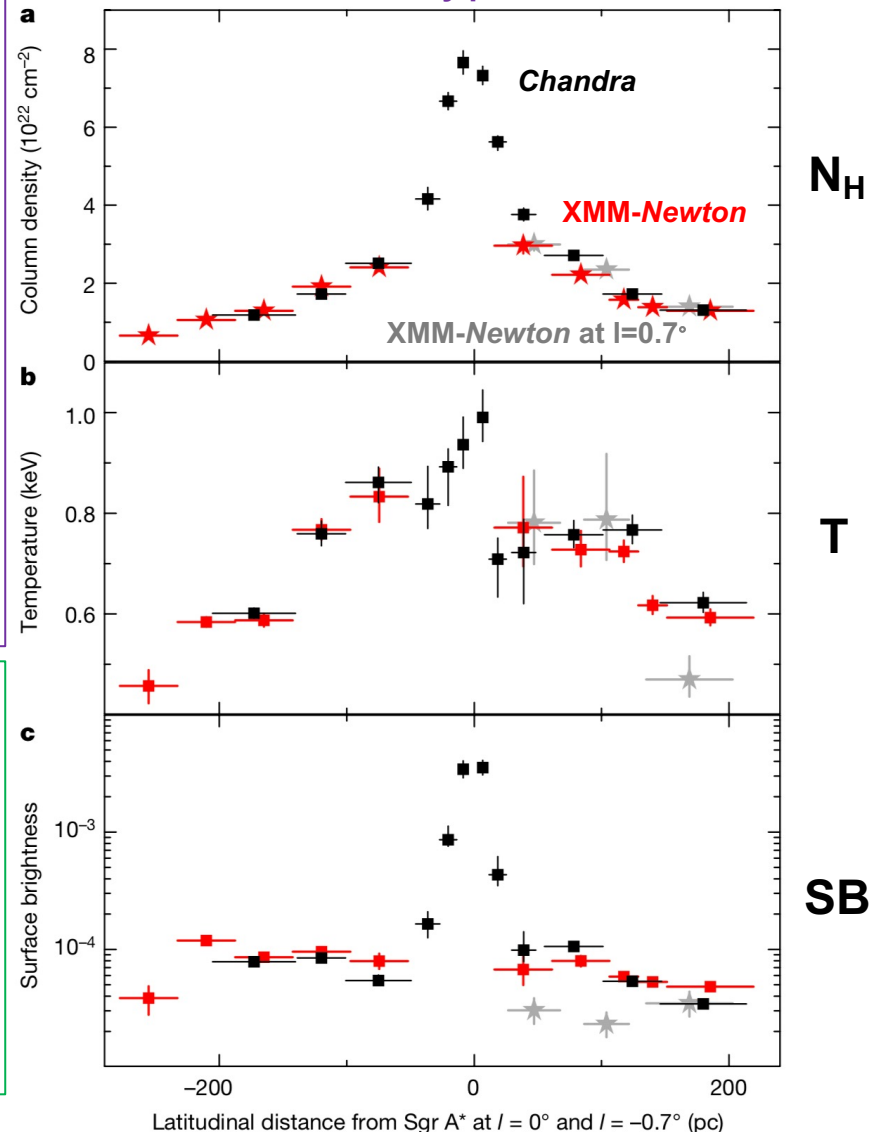 a
Column density (10²² cm⁻²)
8
6
4
2
0
Chandra
XMM-Newton
XMM-Newton at l=0.7°
N_H
b
Temperature (keV)
1.0
0.8
0.6
T
c
Surface brightness
10⁻³
10⁻⁴
SB
−200
0
200
Latitudinal distance from Sgr A* at l = 0° and l = −0.7° (pc)